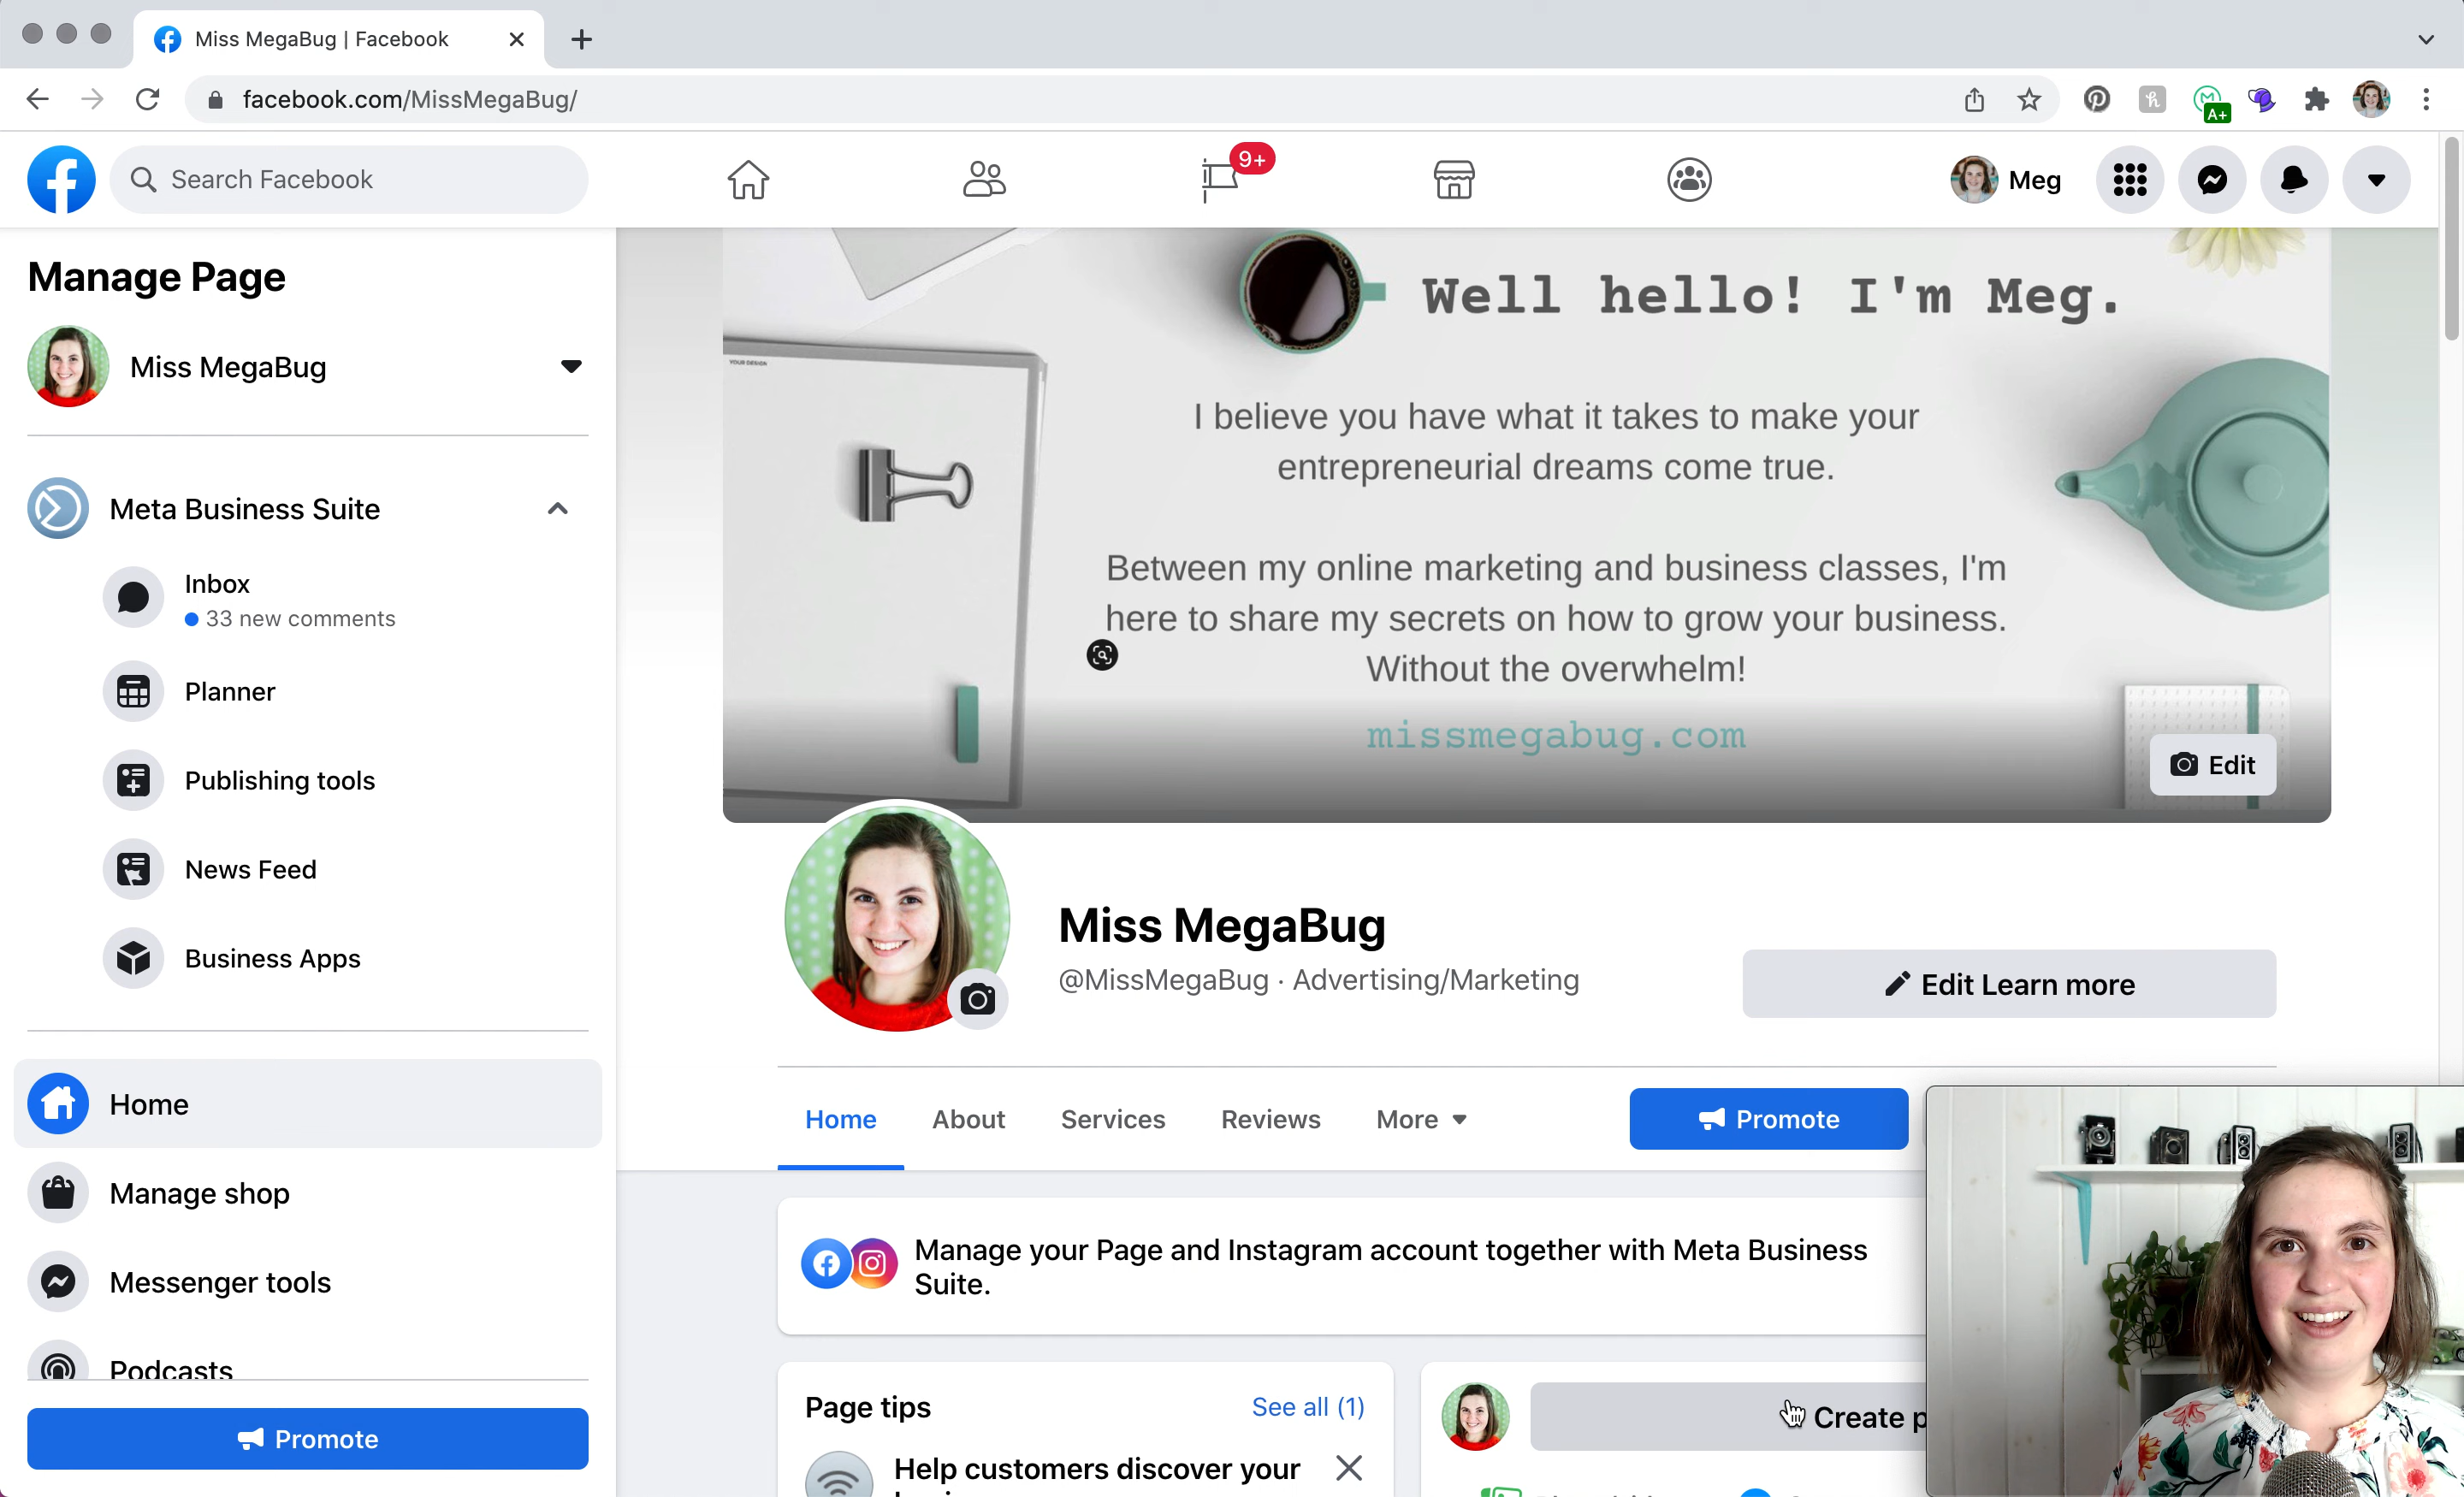 Miss MegaBug | Facebook
facebook.com/MissMegaBug/
A+
Search Facebook
9+
Meg
Manage Page
Miss MegaBug
Meta Business Suite
Inbox
33 new comments
Planner
Publishing tools
News Feed
Business Apps
Home
Manage shop
Messenger tools
Podcasts
Promote
YOUR DESIGN
Well hello! I'm Meg.
I believe you have what it takes to make your
entrepreneurial dreams come true.
Between my online marketing and business classes, I'm
here to share my secrets on how to grow your business.
Without the overwhelm!
missmegabug.com
Edit
Miss MegaBug
@MissMegaBug · Advertising/Marketing
Edit Learn more
Home About Services Reviews More
Promote
Manage your Page and Instagram account together with Meta Business
Suite.
Page tips
See all (1)
Help customers discover your
Create p